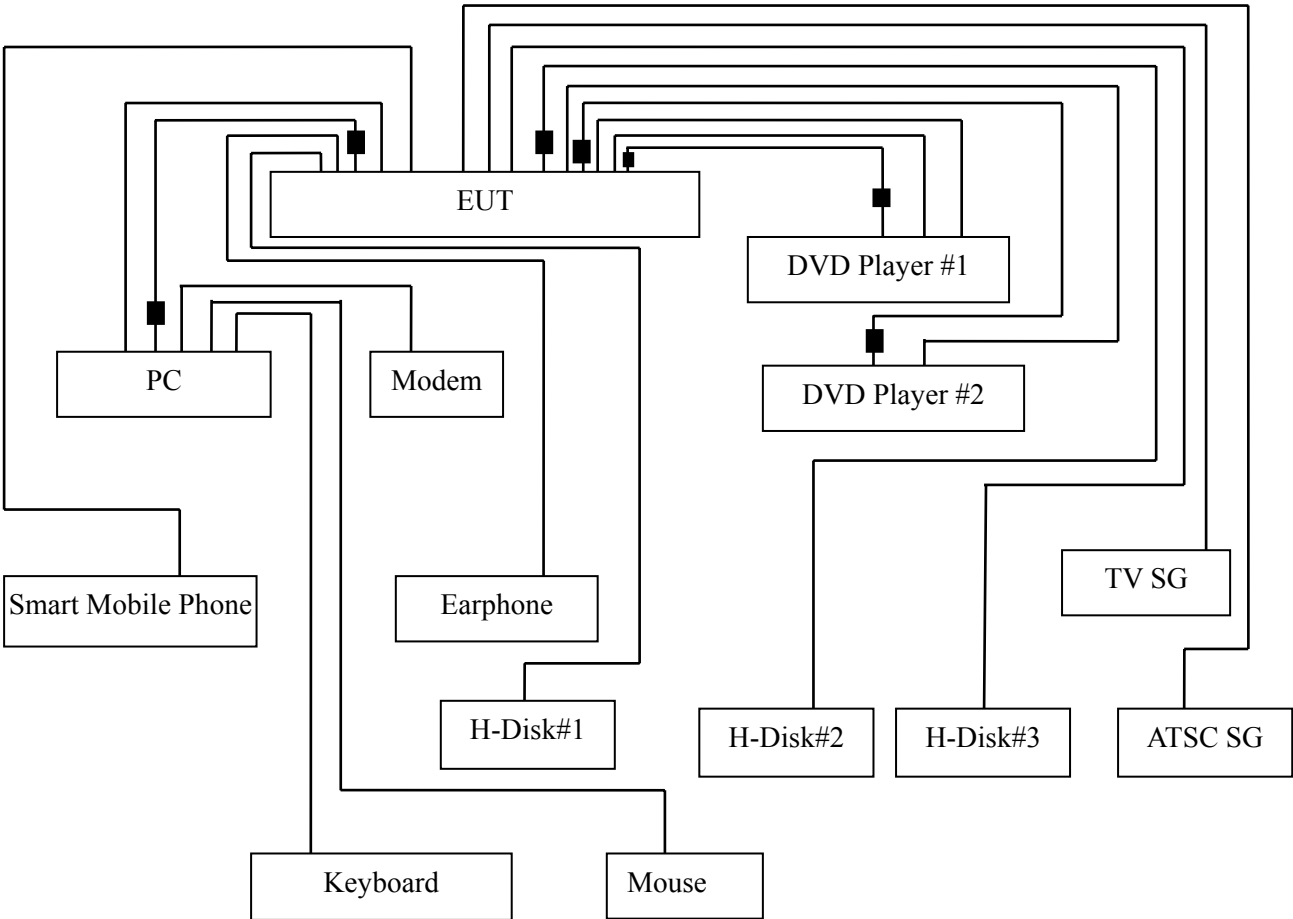 EUT
DVD Player #1
PC
Modem
DVD Player #2
TV SG
Smart Mobile Phone
Earphone
H-Disk#1
H-Disk#2
H-Disk#3
ATSC SG
Keyboard
Mouse